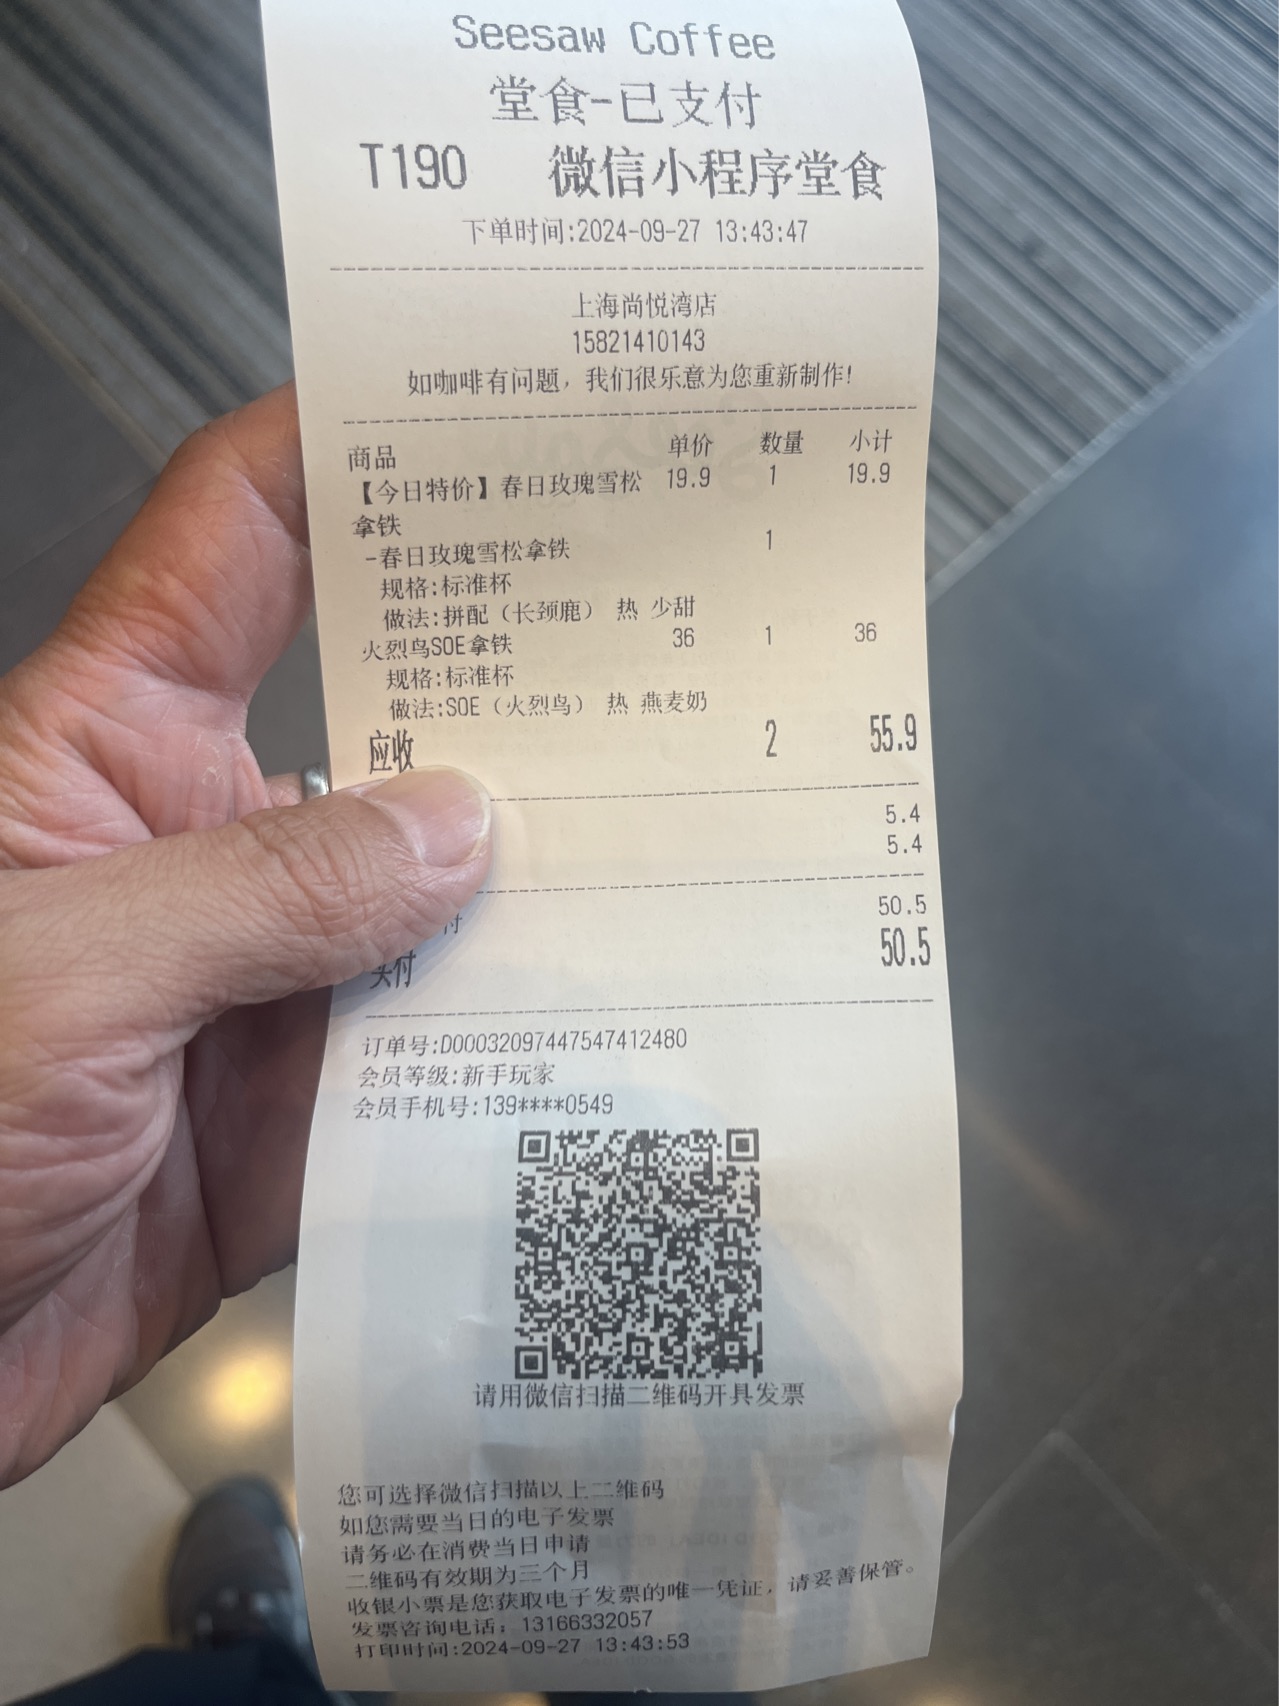 Seesaw Coffee
堂食-已支付
T190 微信小程序堂食
下单时间:2024-09-27 13:43:47
上海尚悦湾店
15821410143
如咖啡有问题，我们很乐意为您重新制作!
商品 单价 数量 小计
【今日特价】春日玫瑰雪松 19.9 1 19.9
拿铁
-春日玫瑰雪松拿铁 1
规格:标准杯
做法:拼配（长颈鹿） 热 少甜
火烈鸟SOE拿铁 36 1 36
规格:标准杯
做法:SOE（火烈鸟） 热 燕麦奶
应收 2 55.9
5.4
5.4
付 50.5
实付 50.5
订单号:D00032097447547412480
会员等级:新手玩家
会员手机号:139****0549
请用微信扫描二维码开具发票
您可选择微信扫描以上二维码
如您需要当日的电子发票
请务必在消费当日申请
二维码有效期为三个月
收银小票是您获取电子发票的唯一凭证，请妥善保管。
发票咨询电话：13166332057
打印时间:2024-09-27 13:43:53